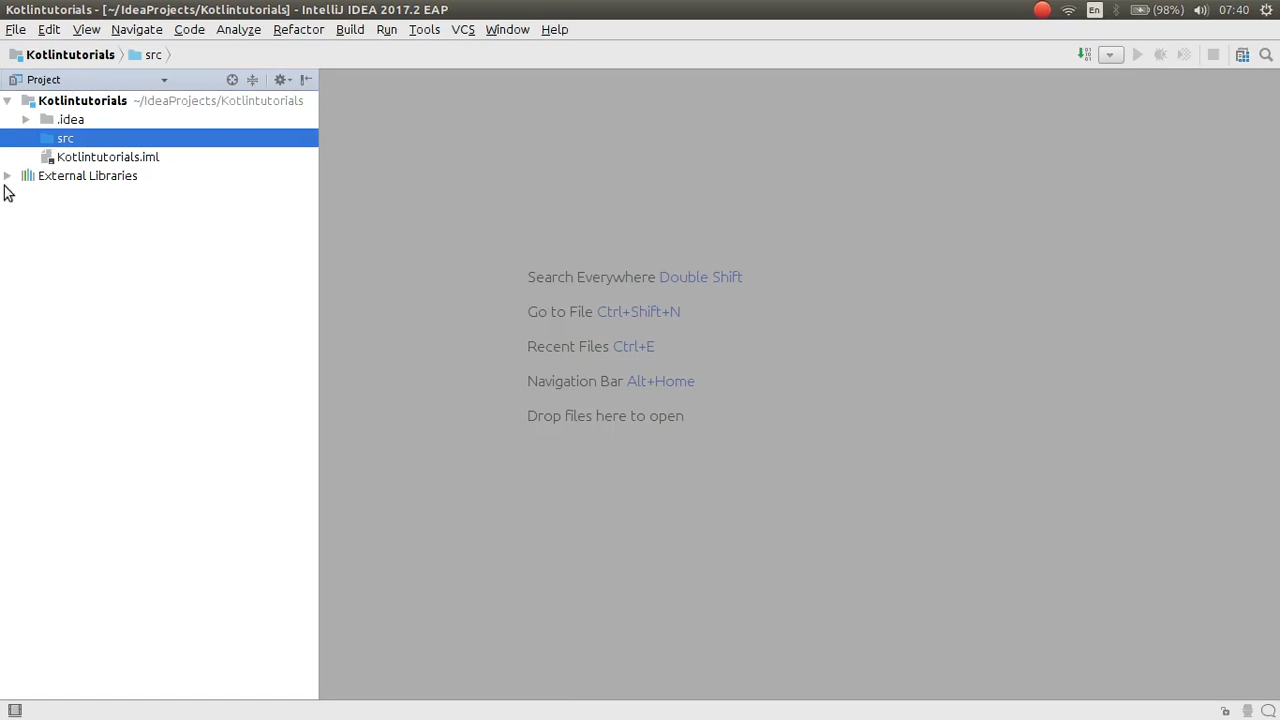 Kotlintutorials - [~/IdeaProjects/Kotlintutorials] - IntelliJ IDEA 2017.2 EAP
En (98%) 07:40
File Edit View Navigate Code Analyze Refactor Build Run Tools VCS Window Help
Kotlintutorials src
Project
Kotlintutorials ~/IdeaProjects/Kotlintutorials
.idea
src
Kotlintutorials.iml
External Libraries
Search Everywhere Double Shift
Go to File Ctrl+Shift+N
Recent Files Ctrl+E
Navigation Bar Alt+Home
Drop files here to open